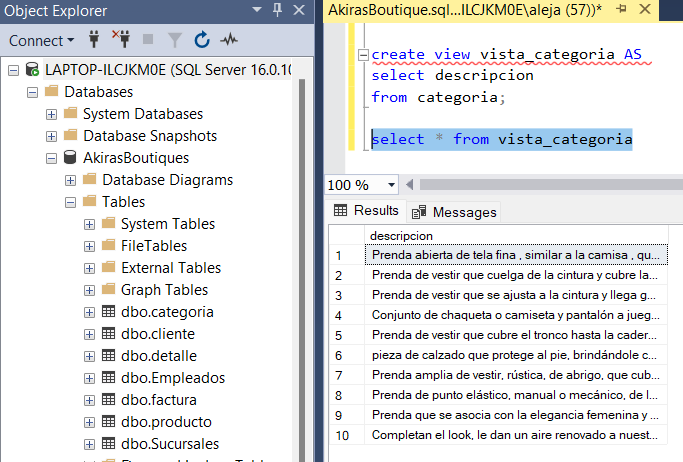 Object Explorer
Connect
LAPTOP-ILCJKM0E (SQL Server 16.0.10
Databases
System Databases
Database Snapshots
AkirasBoutiques
Database Diagrams
Tables
System Tables
FileTables
External Tables
Graph Tables
dbo.categoria
dbo.cliente
dbo.detalle
dbo.Empleados
dbo.factura
dbo.producto
dbo.Sucursales
AkirasBoutique.sql...ILCJKM0E\aleja (57))*
create view vista_categoria AS
select descripcion
from categoria;
select * from vista_categoria
100 %
Results Messages
descripcion
1 Prenda abierta de tela fina , similar a la camisa , qu...
2 Prenda de vestir que cuelga de la cintura y cubre la...
3 Prenda de vestir que se ajusta a la cintura y llega g...
4 Conjunto de chaqueta o camiseta y pantalón a jueg...
5 Prenda de vestir que cubre el tronco hasta la cader...
6 pieza de calzado que protege al pie, brindándole c...
7 Prenda amplia de vestir, rústica, de abrigo, que cub...
8 Prenda de punto elástico, manual o mecánico, de l...
9 Prenda que se asocia con la elegancia femenina y ...
10 Completan el look, le dan un aire renovado a nuest...